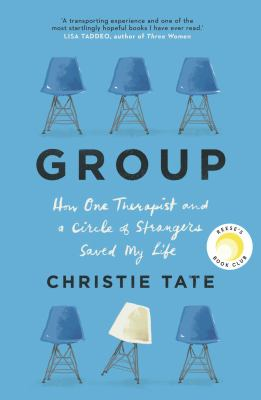 'A transporting experience and one of the
most startlingly hopeful books I have ever read.'
LISA TADDEO, author of Three Women
GROUP
How One Therapist and
a Circle of Strangers
Saved My Life
REESE'S
BOOK CLUB
CHRISTIE TATE